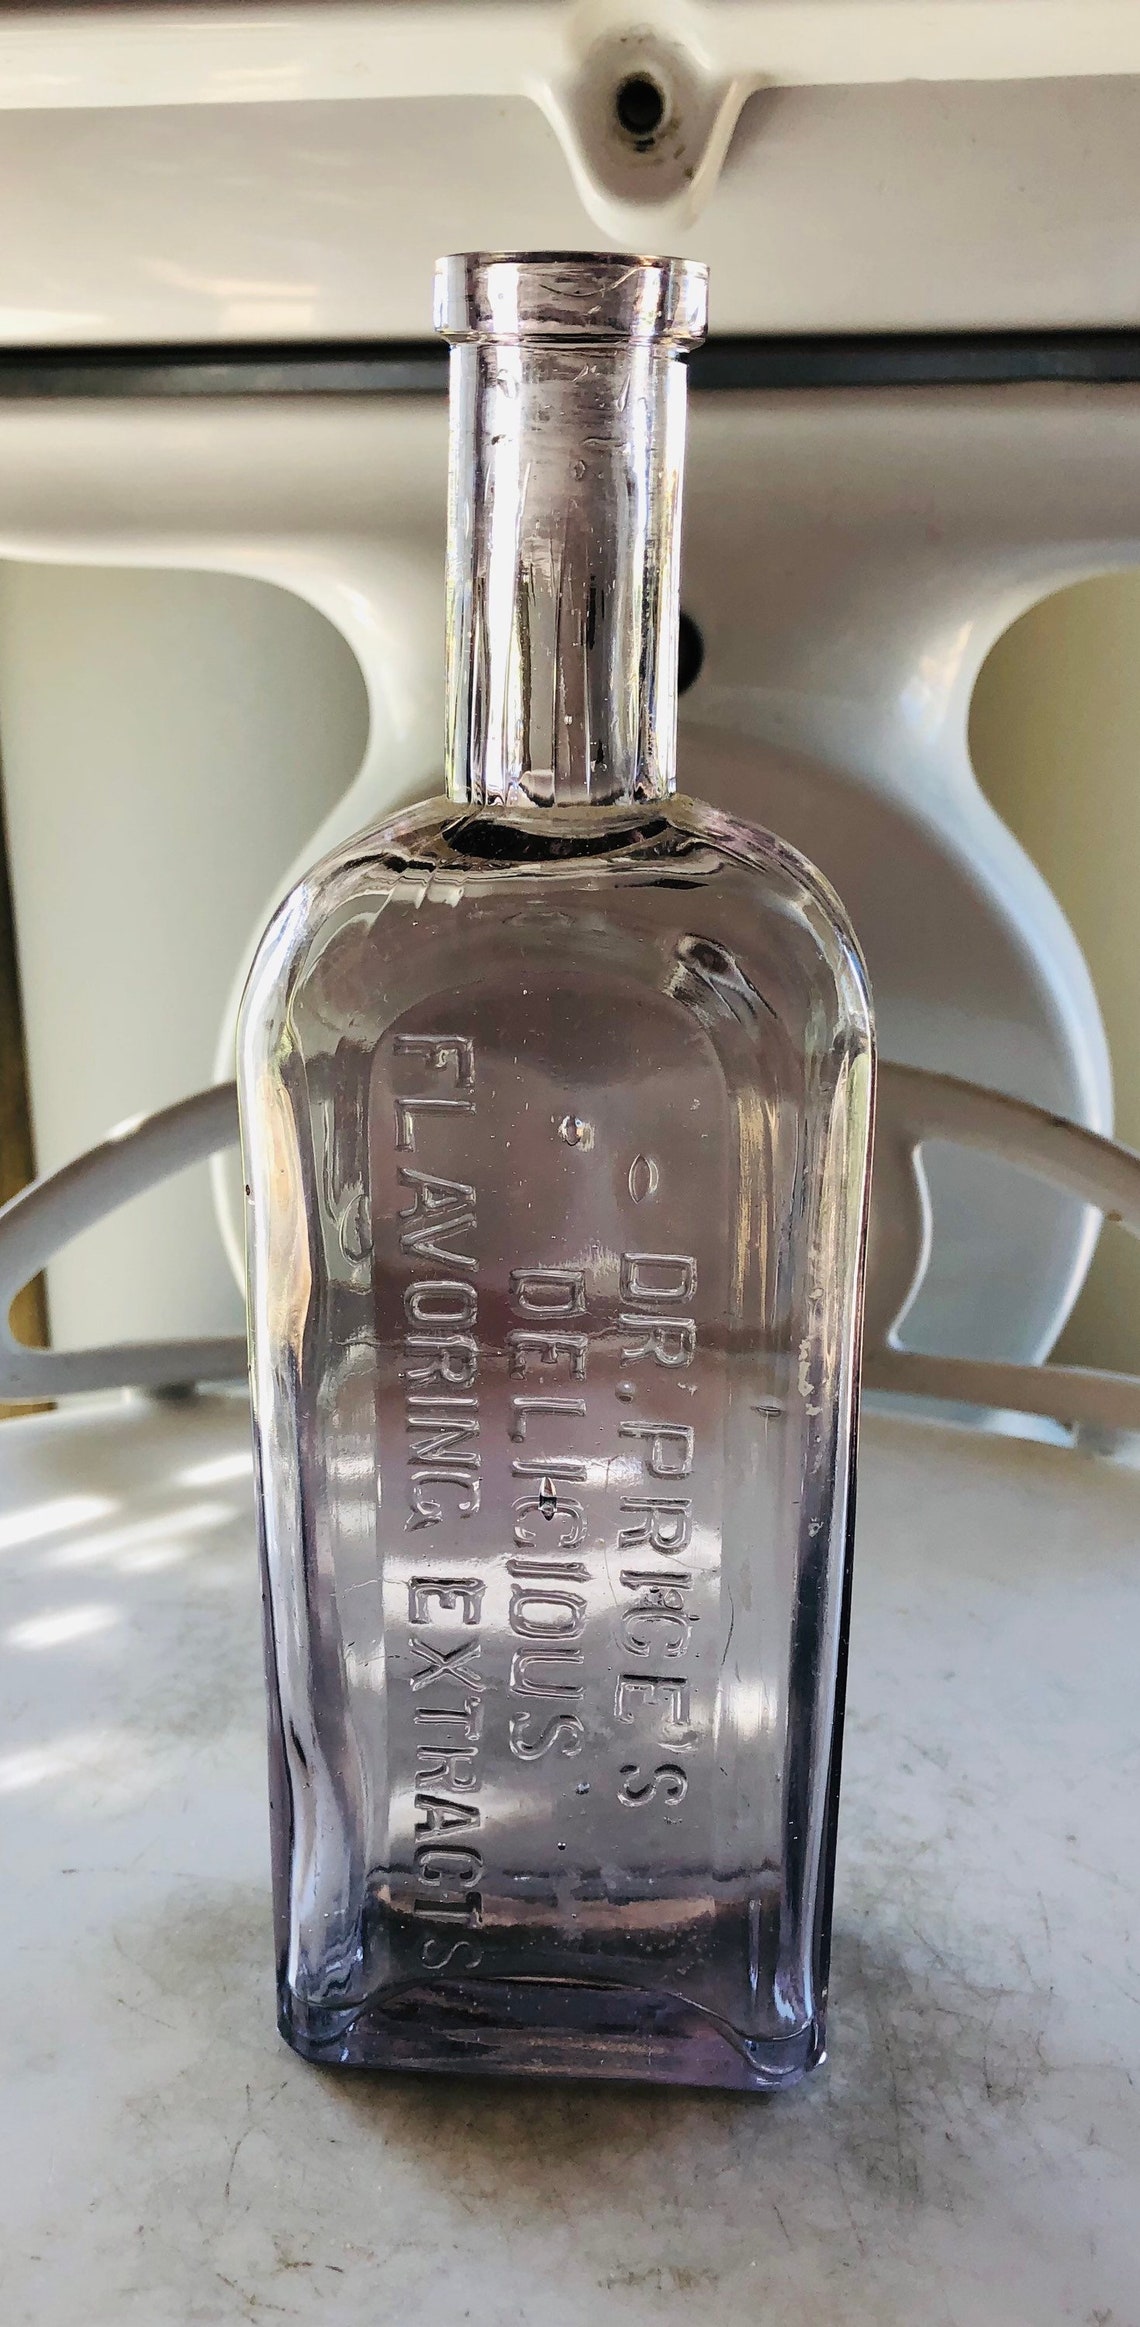 DR. PRICE'S
DELICIOUS
FLAVORING EXTRACTS